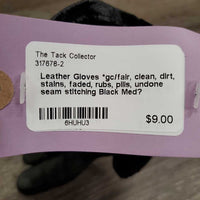 The Tack Collector
317678-2
Leather Gloves *gc/fair, clean, dirt,
stains, faded, rubs, pills, undone
seam stitching Black Med?
6HUHU3
$9.00